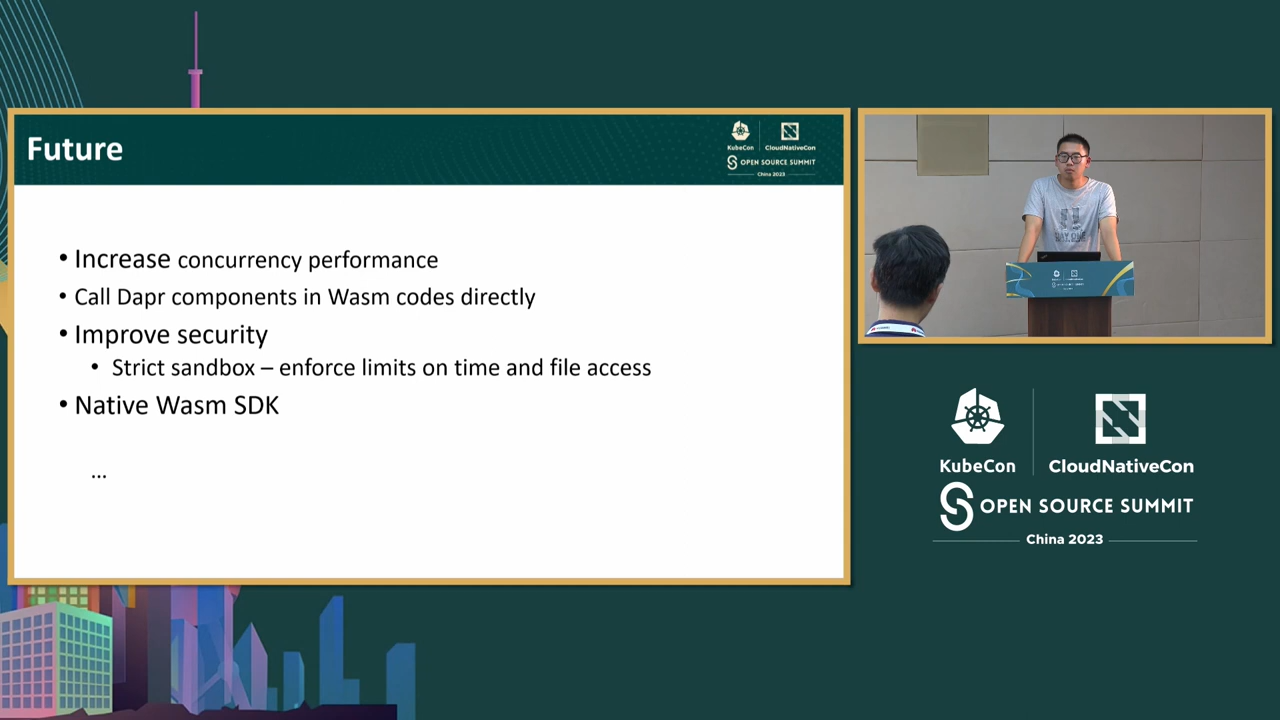 Future
KubeCon
CloudNativeCon
OPEN SOURCE SUMMIT
China 2023
• Increase concurrency performance
• Call Dapr components in Wasm codes directly
• Improve security
• Strict sandbox – enforce limits on time and file access
• Native Wasm SDK
...
KubeCon
CloudNativeCon
OPEN SOURCE SUMMIT
China 2023